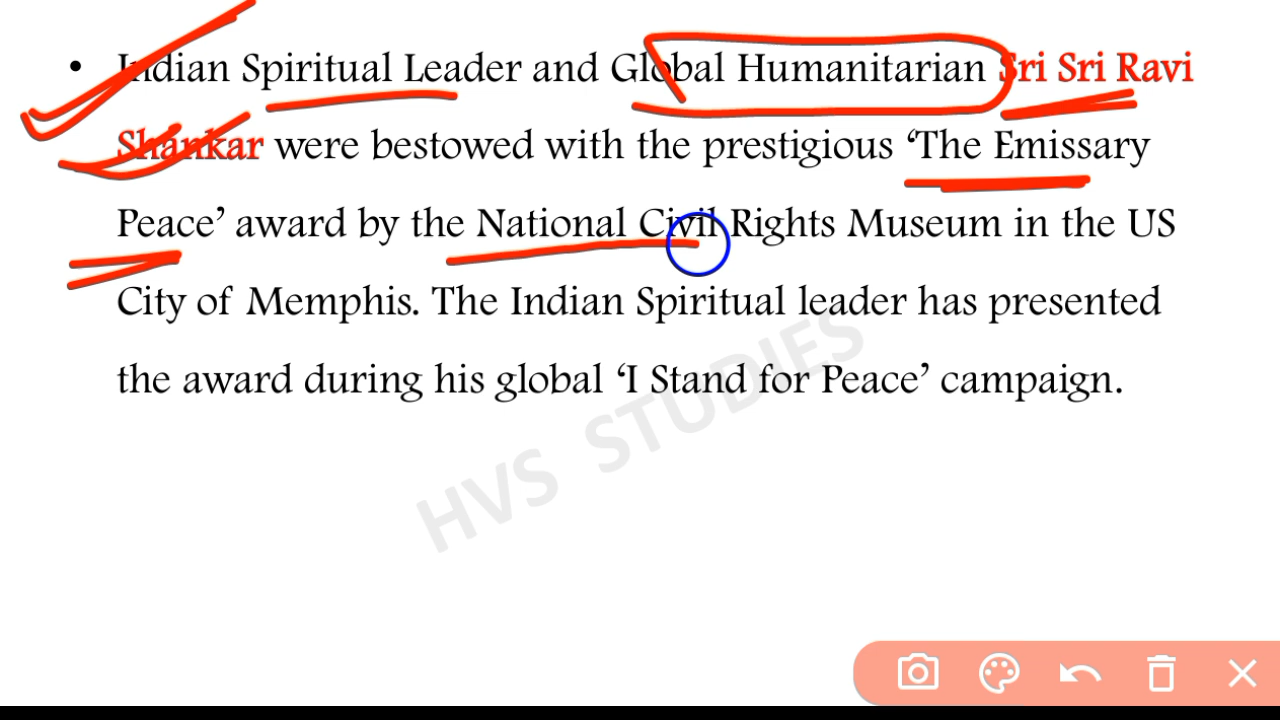 • Indian Spiritual Leader and Global Humanitarian Sri Sri Ravi
Shankar were bestowed with the prestigious ‘The Emissary
Peace’ award by the National Civil Rights Museum in the US
City of Memphis. The Indian Spiritual leader has presented
the award during his global ‘I Stand for Peace’ campaign.
HVS STUDIES